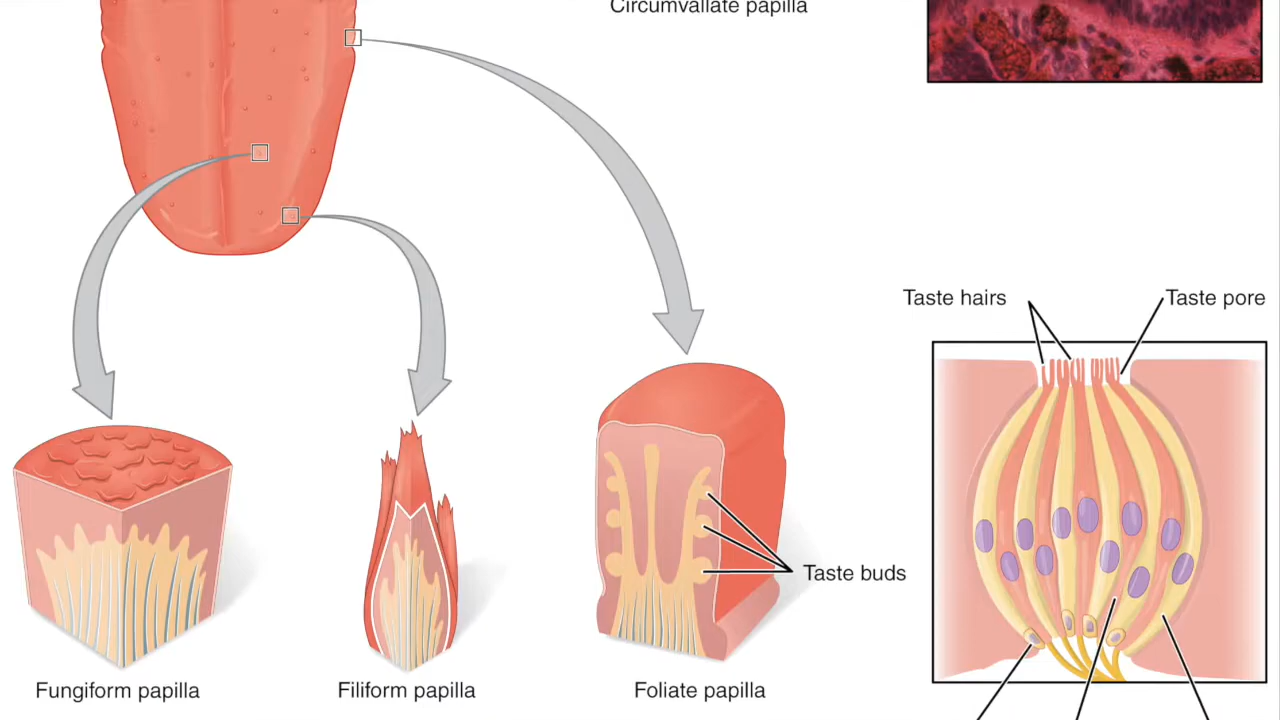 Circumvallate papilla
Taste hairs
Taste pore
Taste buds
Fungiform papilla
Filiform papilla
Foliate papilla